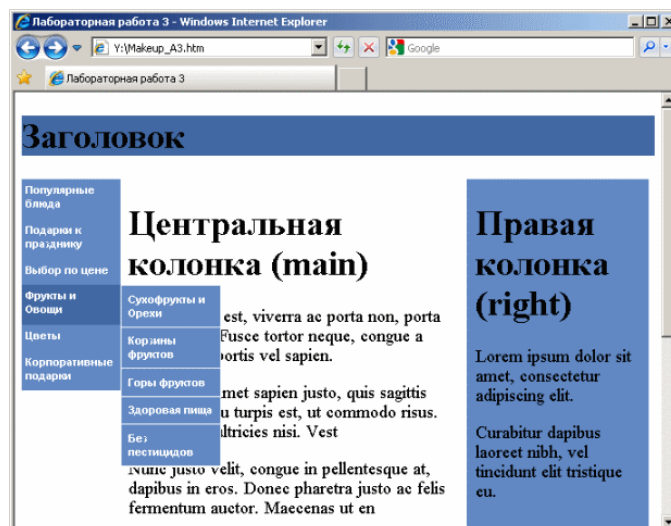 Лабораторная работа 3 - Windows Internet Explorer
Y:\Makeup_A3.htm
Google
Лабораторная работа 3
Заголовок
Популярные
блюда
Подарки к
празднику
Выбор по цене
Фрукты и
Овощи
Цветы
Корпоративные
подарки
Сухофрукты и
Орехи
Корзины
фруктов
Горы фруктов
Здоровая пища
Без
пестицидов
Центральная
колонка (main)
est, viverra ac porta non, porta
Fusce tortor neque, congue a
portis vel sapien.
met sapien justo, quis sagittis
u turpis est, ut commodo risus.
ultricies nisi. Vest
Nunc justo velit, congue in pellentesque at,
dapibus in eros. Donec pharetra justo ac felis
fermentum auctor. Maecenas ut en
Правая
колонка
(right)
Lorem ipsum dolor sit
amet, consectetur
adipiscing elit.
Curabitur dapibus
laoreet nibh, vel
tincidunt elit tristique
eu.